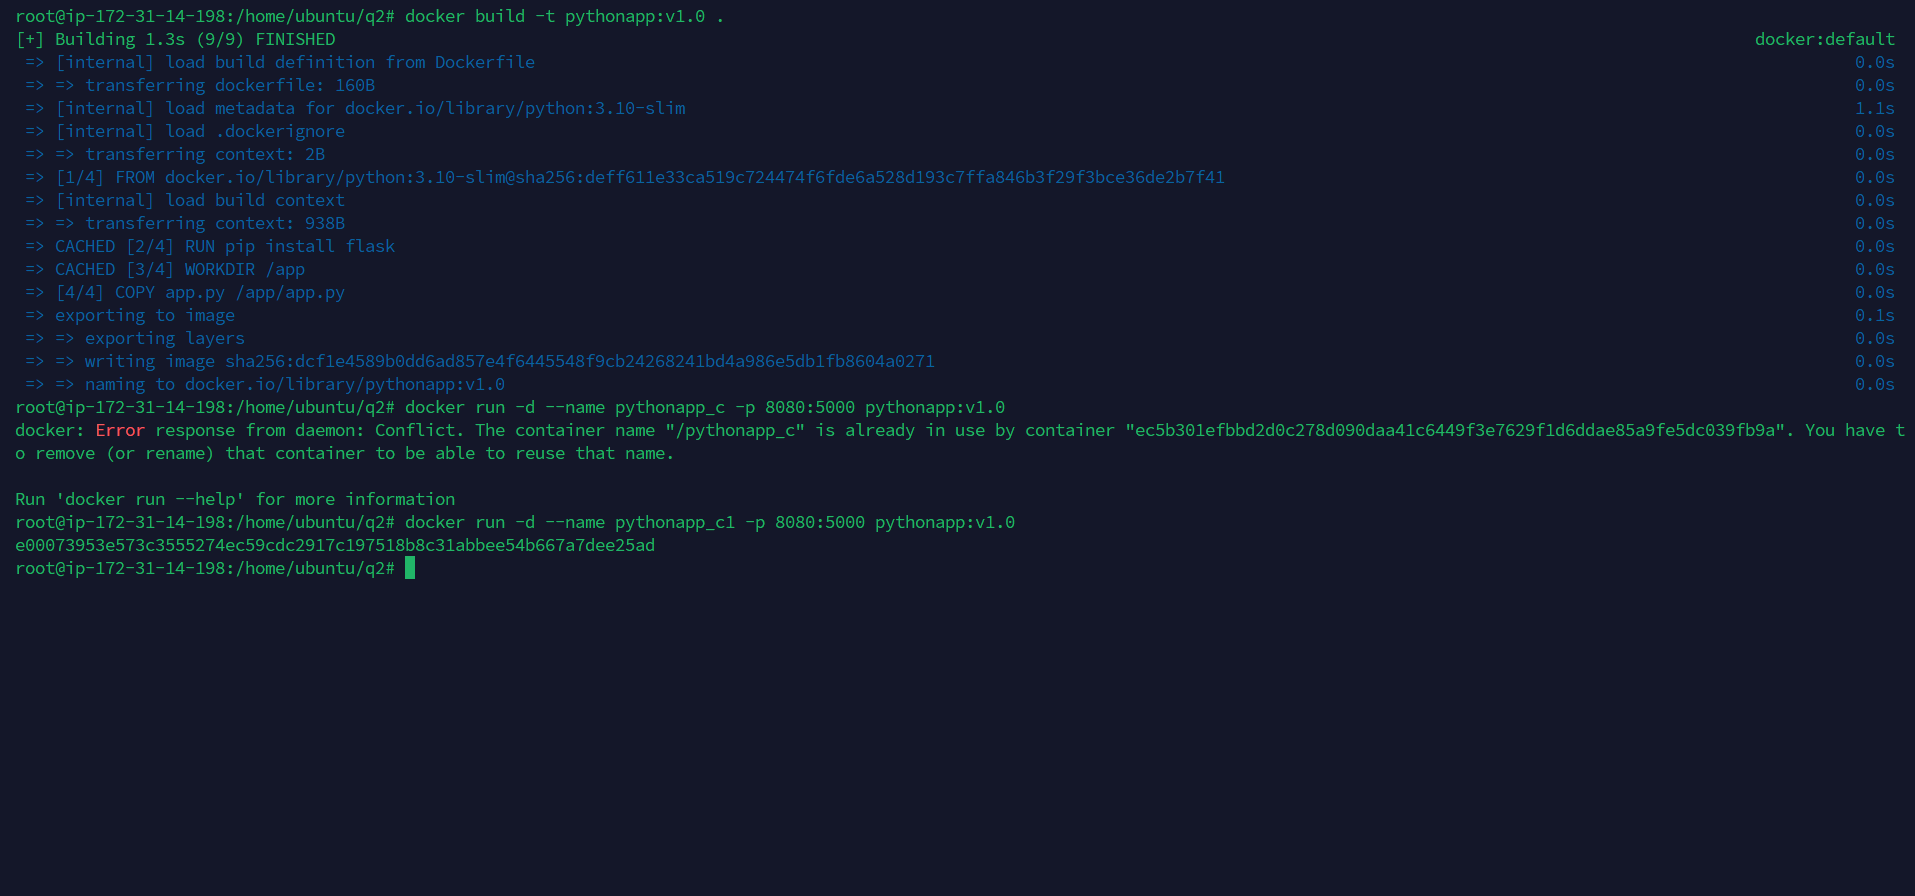 root@ip-172-31-14-198:/home/ubuntu/q2# docker build -t pythonapp:v1.0 .
[+] Building 1.3s (9/9) FINISHED docker:default
=> [internal] load build definition from Dockerfile 0.0s
=> => transferring dockerfile: 160B 0.0s
=> [internal] load metadata for docker.io/library/python:3.10-slim 1.1s
=> [internal] load .dockerignore 0.0s
=> => transferring context: 2B 0.0s
=> [1/4] FROM docker.io/library/python:3.10-slim@sha256:deff611e33ca519c724474f6fde6a528d193c7ffa846b3f29f3bce36de2b7f41 0.0s
=> [internal] load build context 0.0s
=> => transferring context: 938B 0.0s
=> CACHED [2/4] RUN pip install flask 0.0s
=> CACHED [3/4] WORKDIR /app 0.0s
=> [4/4] COPY app.py /app/app.py 0.0s
=> exporting to image 0.1s
=> => exporting layers 0.0s
=> => writing image sha256:dcf1e4589b0dd6ad857e4f6445548f9cb24268241bd4a986e5db1fb8604a0271 0.0s
=> => naming to docker.io/library/pythonapp:v1.0 0.0s
root@ip-172-31-14-198:/home/ubuntu/q2# docker run -d --name pythonapp_c -p 8080:5000 pythonapp:v1.0
docker: Error response from daemon: Conflict. The container name "/pythonapp_c" is already in use by container "ec5b301efbbd2d0c278d090daa41c6449f3e7629f1d6ddae85a9fe5dc039fb9a". You have t
o remove (or rename) that container to be able to reuse that name.
Run 'docker run --help' for more information
root@ip-172-31-14-198:/home/ubuntu/q2# docker run -d --name pythonapp_c1 -p 8080:5000 pythonapp:v1.0
e00073953e573c3555274ec59cdc2917c197518b8c31abbee54b667a7dee25ad
root@ip-172-31-14-198:/home/ubuntu/q2#